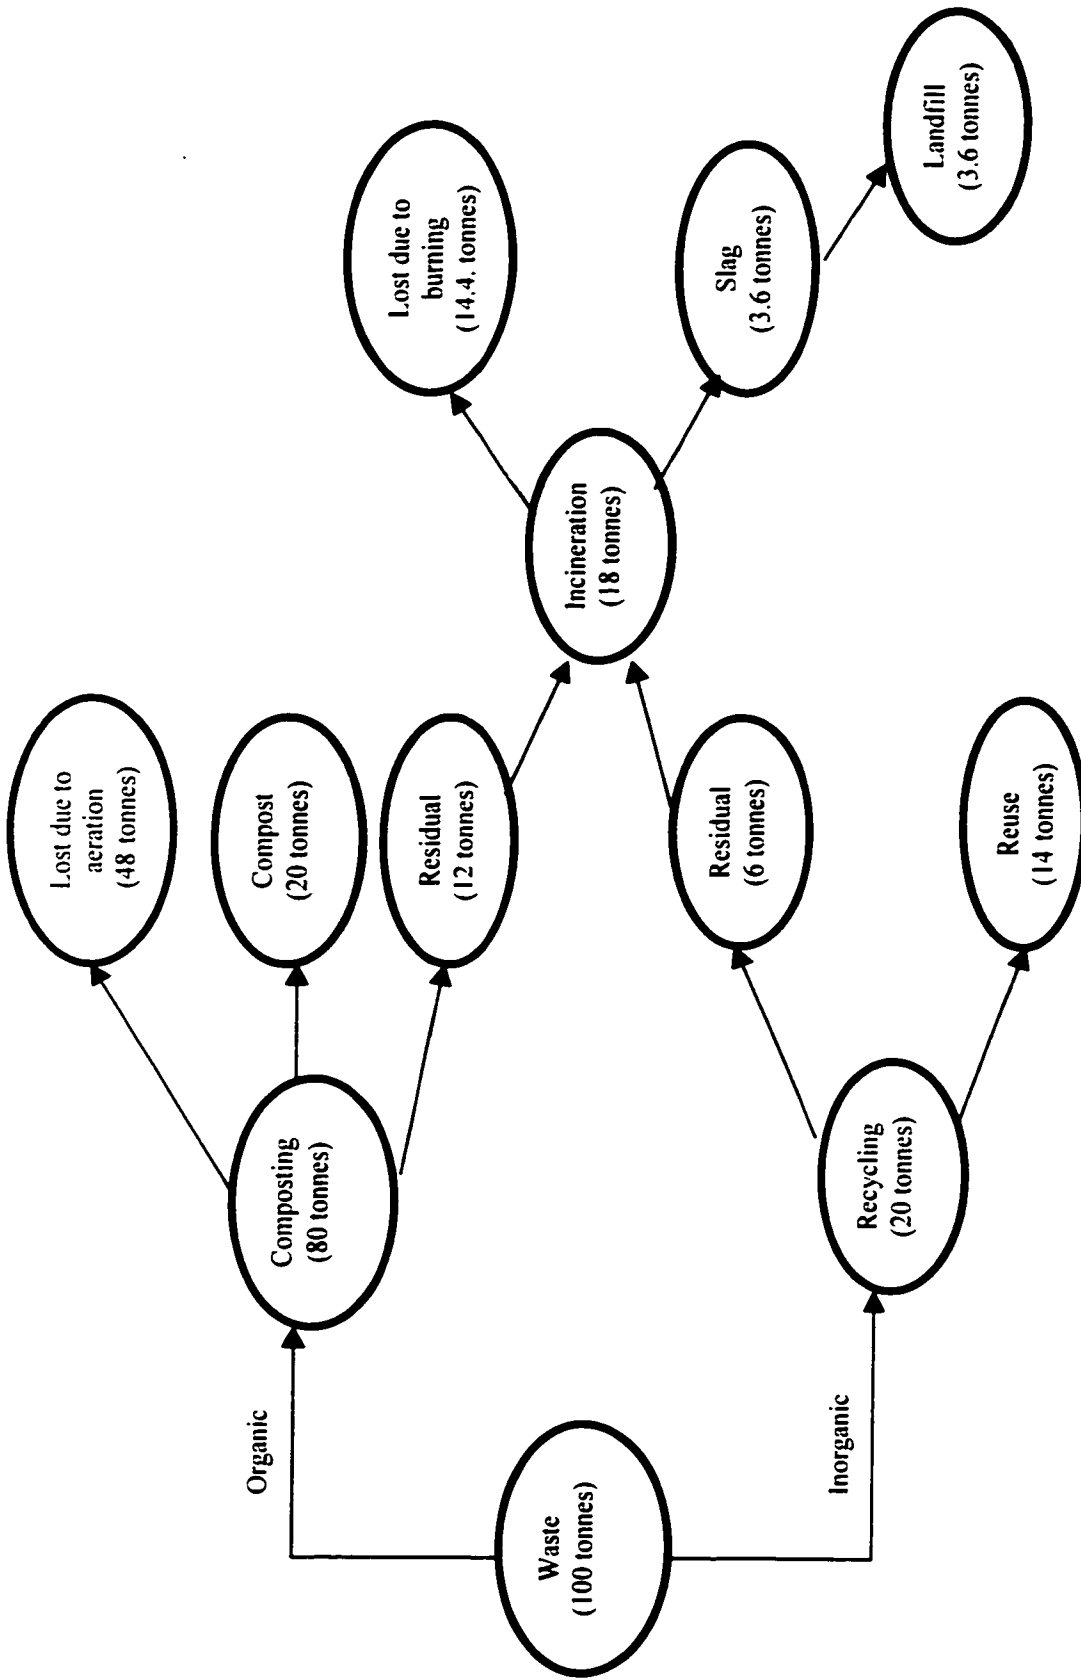 Waste
(100 tonnes)
Organic
Inorganic
Composting
(80 tonnes)
Recycling
(20 tonnes)
Lost due to
aeration
(48 tonnes)
Compost
(20 tonnes)
Residual
(12 tonnes)
Residual
(6 tonnes)
Reuse
(14 tonnes)
Incineration
(18 tonnes)
Lost due to
burning
(14.4. tonnes)
Slag
(3.6 tonnes)
Landfill
(3.6 tonnes)